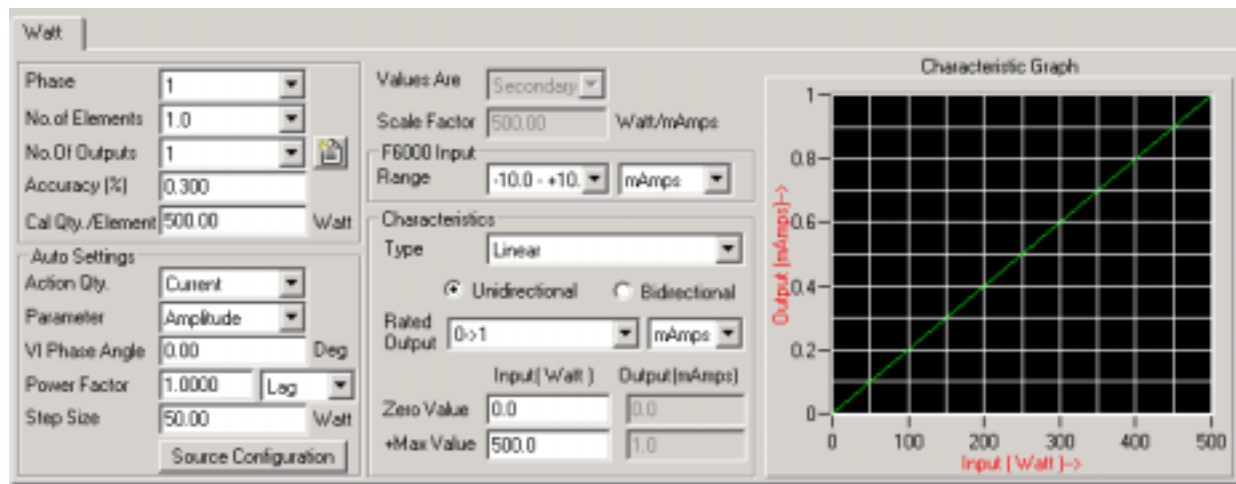 Watt
Phase 1
No.of Elements 1.0
No.Of Outputs 1
Accuracy (%) 0.300
Cal Qty./Element 500.00 Watt
Auto Settings
Action Qty. Current
Parameter Amplitude
VI Phase Angle 0.00 Deg
Power Factor 1.0000 Lag
Step Size 50.00 Watt
Source Configuration
Values Are Secondary
Scale Factor 500.00 Watt/mAmps
F6000 Input
Range -10.0 - +10. mAmps
Characteristics
Type Linear
Unidirectional Bidirectional
Rated
Output 0->1 mAmps
Input( Watt ) Output(mAmps)
Zero Value 0.0 0.0
+Max Value 500.0 1.0
Characteristic Graph
Output (mAmps)-->
1
0.8
0.6
0.4
0.2
0
0 100 200 300 400 500
Input ( Watt )-->